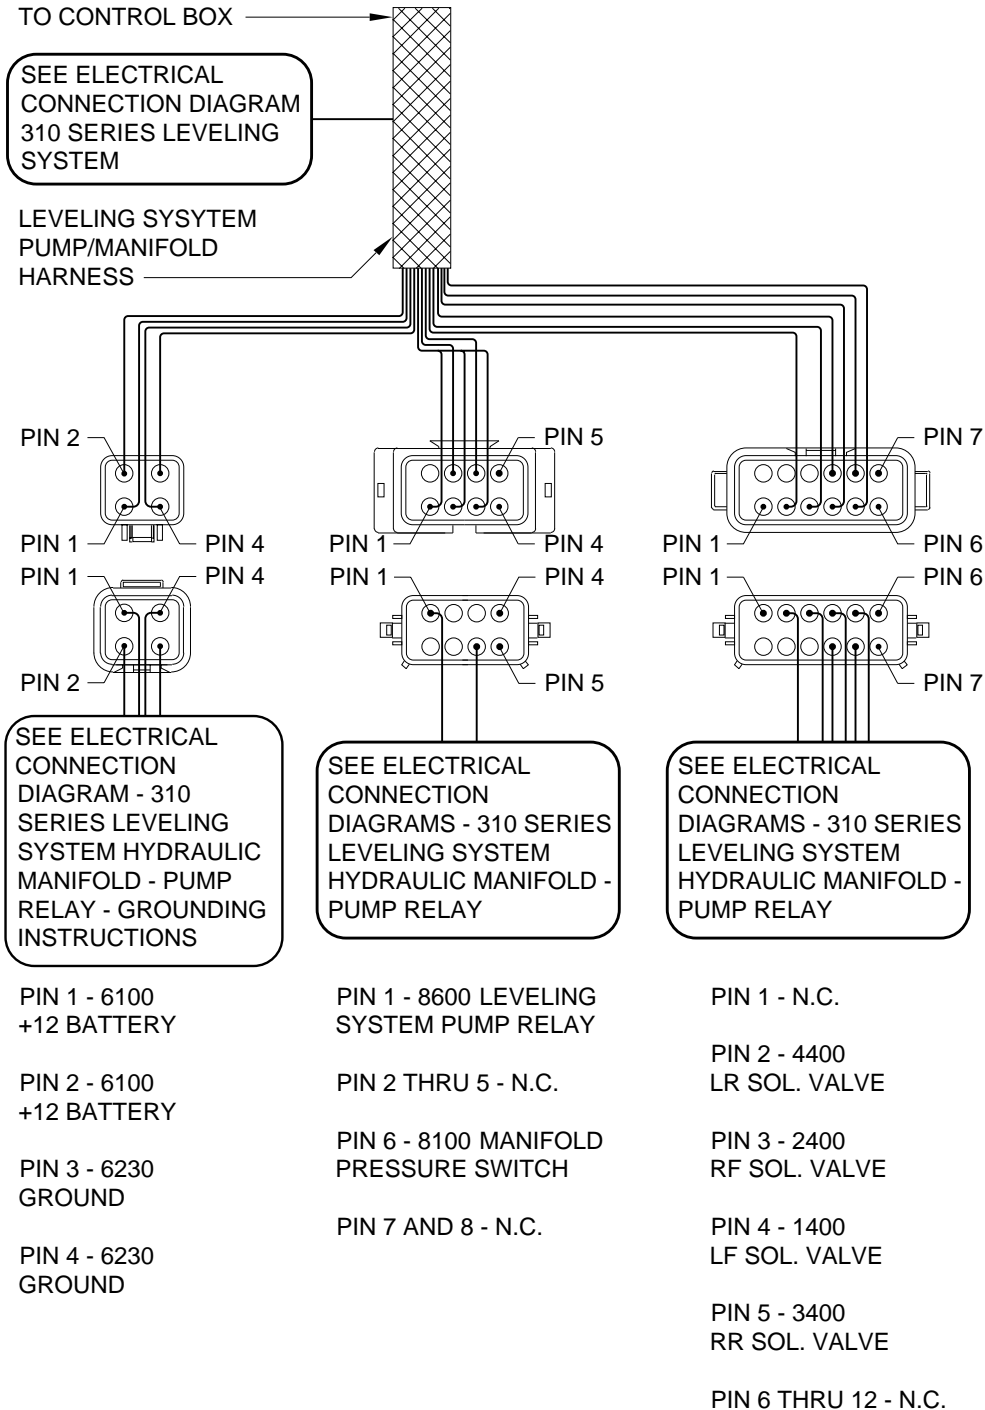 TO CONTROL BOX
SEE ELECTRICAL
CONNECTION DIAGRAM
310 SERIES LEVELING
SYSTEM
LEVELING SYSYTEM
PUMP/MANIFOLD
HARNESS
PIN 2
PIN 1
PIN 4
PIN 5
PIN 1
PIN 4
PIN 7
PIN 1
PIN 6
PIN 1
PIN 4
PIN 2
PIN 1
PIN 4
PIN 5
PIN 1
PIN 6
PIN 7
SEE ELECTRICAL
CONNECTION
DIAGRAM - 310
SERIES LEVELING
SYSTEM HYDRAULIC
MANIFOLD - PUMP
RELAY - GROUNDING
INSTRUCTIONS
SEE ELECTRICAL
CONNECTION
DIAGRAMS - 310 SERIES
LEVELING SYSTEM
HYDRAULIC MANIFOLD -
PUMP RELAY
SEE ELECTRICAL
CONNECTION
DIAGRAMS - 310 SERIES
LEVELING SYSTEM
HYDRAULIC MANIFOLD -
PUMP RELAY
PIN 1 - 6100
+12 BATTERY
PIN 2 - 6100
+12 BATTERY
PIN 3 - 6230
GROUND
PIN 4 - 6230
GROUND
PIN 1 - 8600 LEVELING
SYSTEM PUMP RELAY
PIN 2 THRU 5 - N.C.
PIN 6 - 8100 MANIFOLD
PRESSURE SWITCH
PIN 7 AND 8 - N.C.
PIN 1 - N.C.
PIN 2 - 4400
LR SOL. VALVE
PIN 3 - 2400
RF SOL. VALVE
PIN 4 - 1400
LF SOL. VALVE
PIN 5 - 3400
RR SOL. VALVE
PIN 6 THRU 12 - N.C.